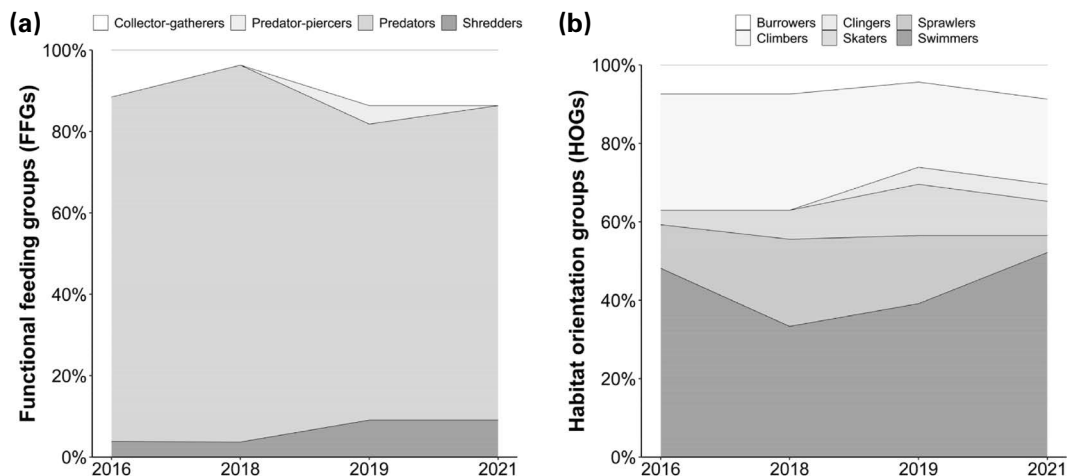 (a)
Collector-gatherers Predator-piercers Predators Shredders
Functional feeding groups (FFGs)
100%
80%
60%
40%
20%
0%
2016 2018 2019 2021
(b)
Burrowers Clingers Sprawlers
Climbers Skaters Swimmers
Habitat orientation groups (HOGs)
100%
80%
60%
40%
20%
0%
2016 2018 2019 2021